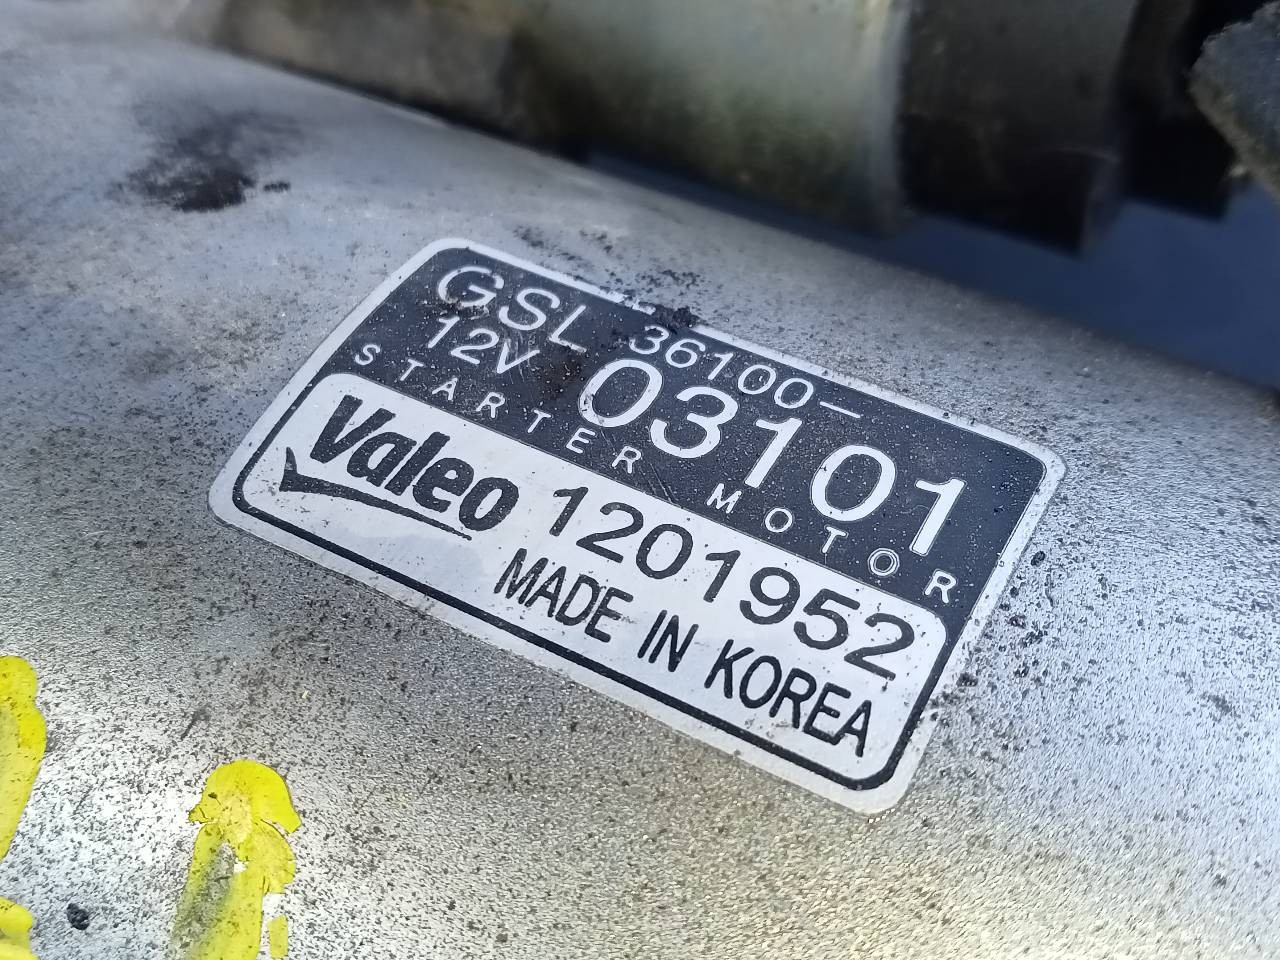 GSL 36100-
12V 03101
STARTER MOTOR
Valeo 1201952
MADE IN KOREA